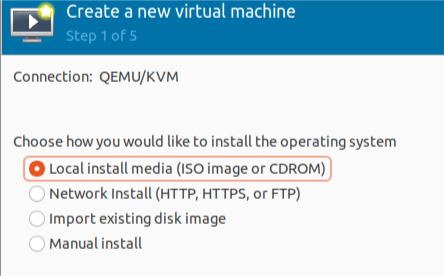 Create a new virtual machine
Step 1 of 5
Connection: QEMU/KVM
Choose how you would like to install the operating system
Local install media (ISO image or CDROM)
Network Install (HTTP, HTTPS, or FTP)
Import existing disk image
Manual install